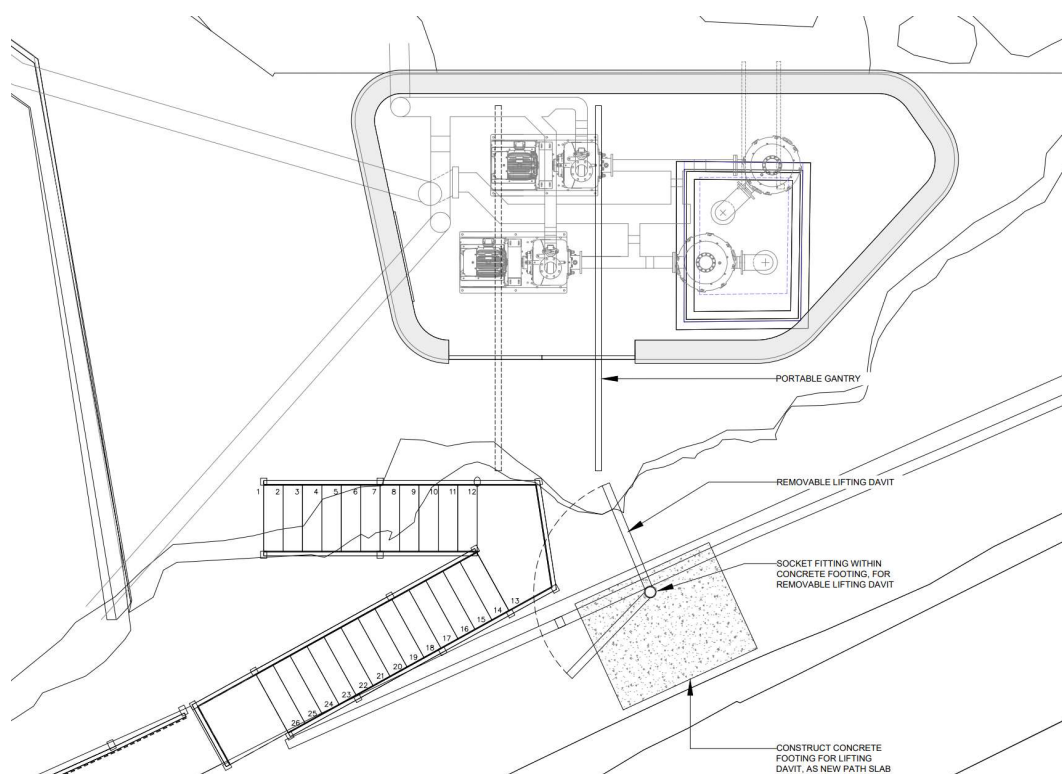 PORTABLE GANTRY
1 2 3 4 5 6 7 8 9 10 11 12
REMOVABLE LIFTING DAVIT
SOCKET FITTING WITHIN
CONCRETE FOOTING, FOR
REMOVABLE LIFTING DAVIT
13
14
15
16
17
18
19
20
21
22
23
24
25
26
CONSTRUCT CONCRETE
FOOTING FOR LIFTING
DAVIT, AS NEW PATH SLAB